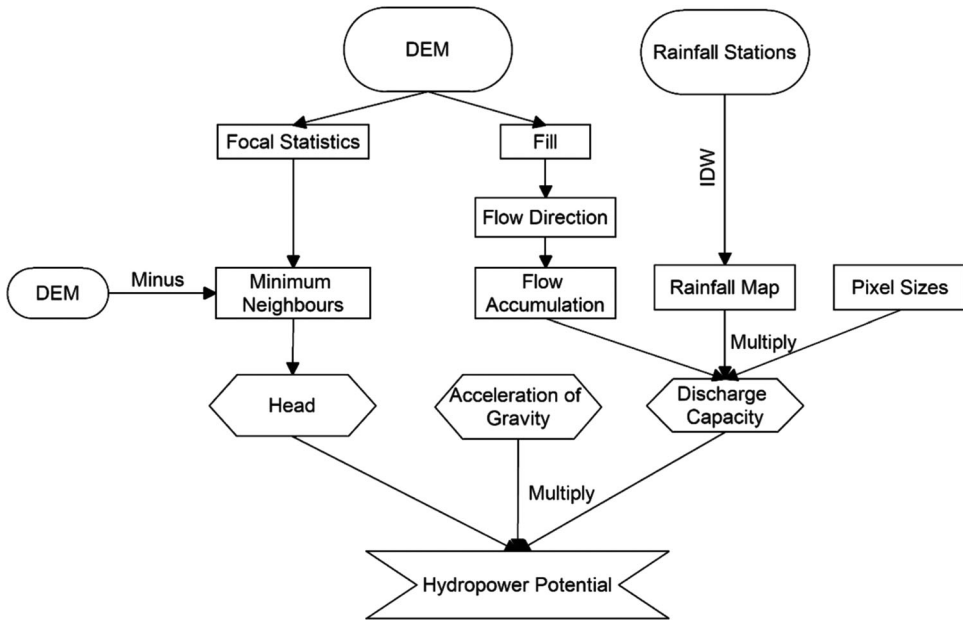 DEM
Rainfall Stations
Focal Statistics
Fill
IDW
Flow Direction
DEM
Minus
Minimum
Neighbours
Flow
Accumulation
Rainfall Map
Pixel Sizes
Multiply
Head
Acceleration of
Gravity
Discharge
Capacity
Multiply
Hydropower Potential